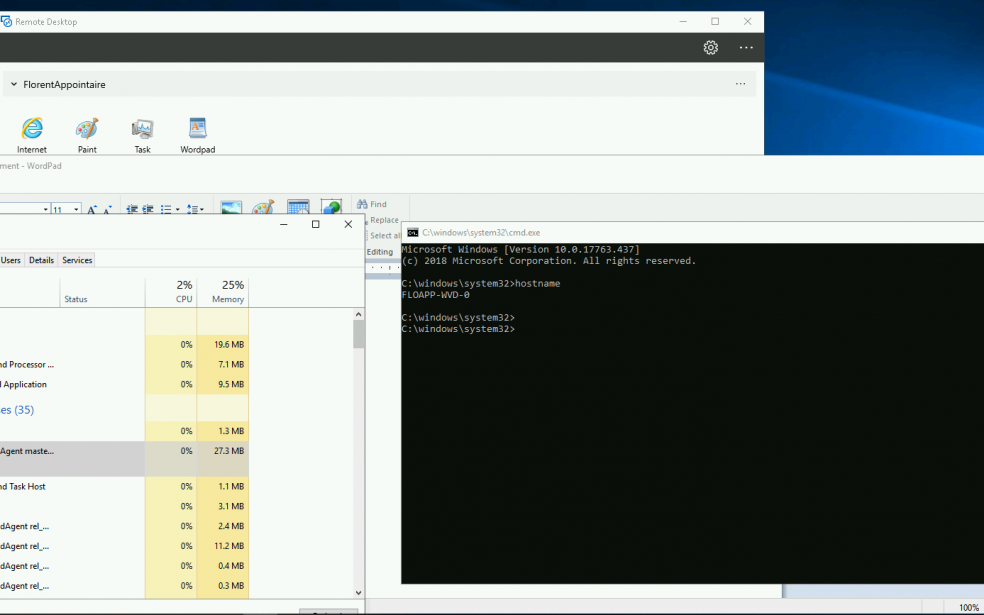 Remote Desktop
FlorentAppointaire
Internet Paint Task Wordpad
ment - WordPad
11
Find
Replace
Select al
Editing
Users Details Services
2% 25%
Status CPU Memory
0% 19.6 MB
nd Processor ... 0% 7.1 MB
l Application 0% 9.5 MB
es (35)
0% 1.3 MB
Agent maste... 0% 27.3 MB
nd Task Host 0% 1.1 MB
0% 3.1 MB
dAgent rel_... 0% 2.4 MB
dAgent rel_... 0% 11.2 MB
dAgent rel_... 0% 0.4 MB
dAgent rel_... 0% 0.3 MB
C:\windows\system32\cmd.exe
Microsoft Windows [Version 10.0.17763.437]
(c) 2018 Microsoft Corporation. All rights reserved.
C:\windows\system32>hostname
FLOAPP-WVD-0
C:\windows\system32>
C:\windows\system32>
100%